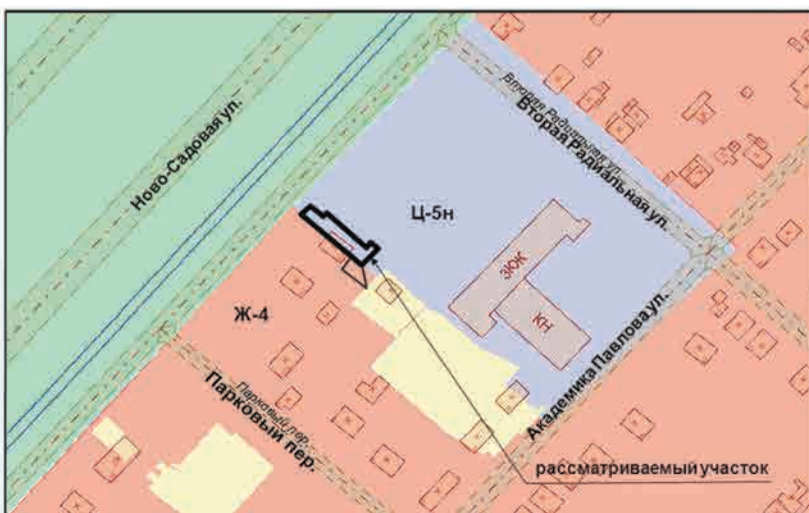 Ново-Садовая ул.
Вторая Радиальная ул.
Вторая Радиальная ул.
Ц-5н
3ЮЖ
КН
Ж-4
Академика Павлова ул.
Парковый пер.
Парковый пер.
рассматриваемый участок